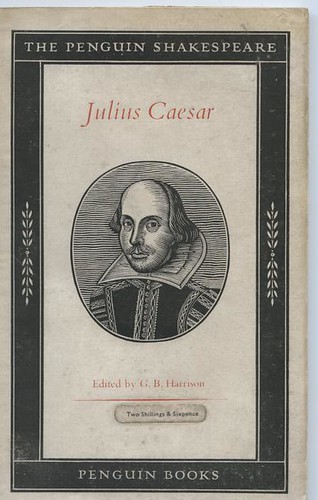 THE PENGUIN SHAKESPEARE
Julius Caesar
Edited by G. B. Harrison
Two Shillings & Sixpence
PENGUIN BOOKS